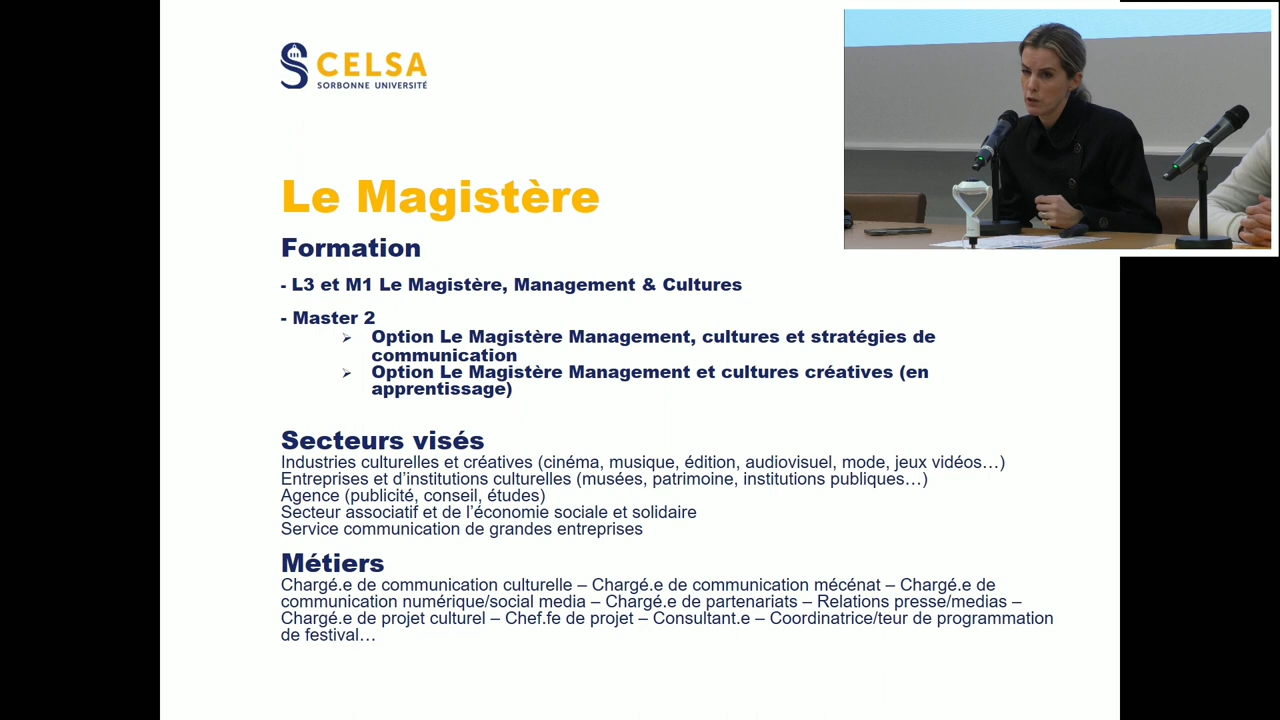 CELSA
SORBONNE UNIVERSITÉ
Le Magistère
Formation
- L3 et M1 Le Magistère, Management & Cultures
- Master 2
Option Le Magistère Management, cultures et stratégies de
communication
Option Le Magistère Management et cultures créatives (en
apprentissage)
Secteurs visés
Industries culturelles et créatives (cinéma, musique, édition, audiovisuel, mode, jeux vidéos…)
Entreprises et d’institutions culturelles (musées, patrimoine, institutions publiques…)
Agence (publicité, conseil, études)
Secteur associatif et de l’économie sociale et solidaire
Service communication de grandes entreprises
Métiers
Chargé.e de communication culturelle – Chargé.e de communication mécénat – Chargé.e de
communication numérique/social media – Chargé.e de partenariats – Relations presse/medias –
Chargé.e de projet culturel – Chef.fe de projet – Consultant.e – Coordinatrice/teur de programmation
de festival…